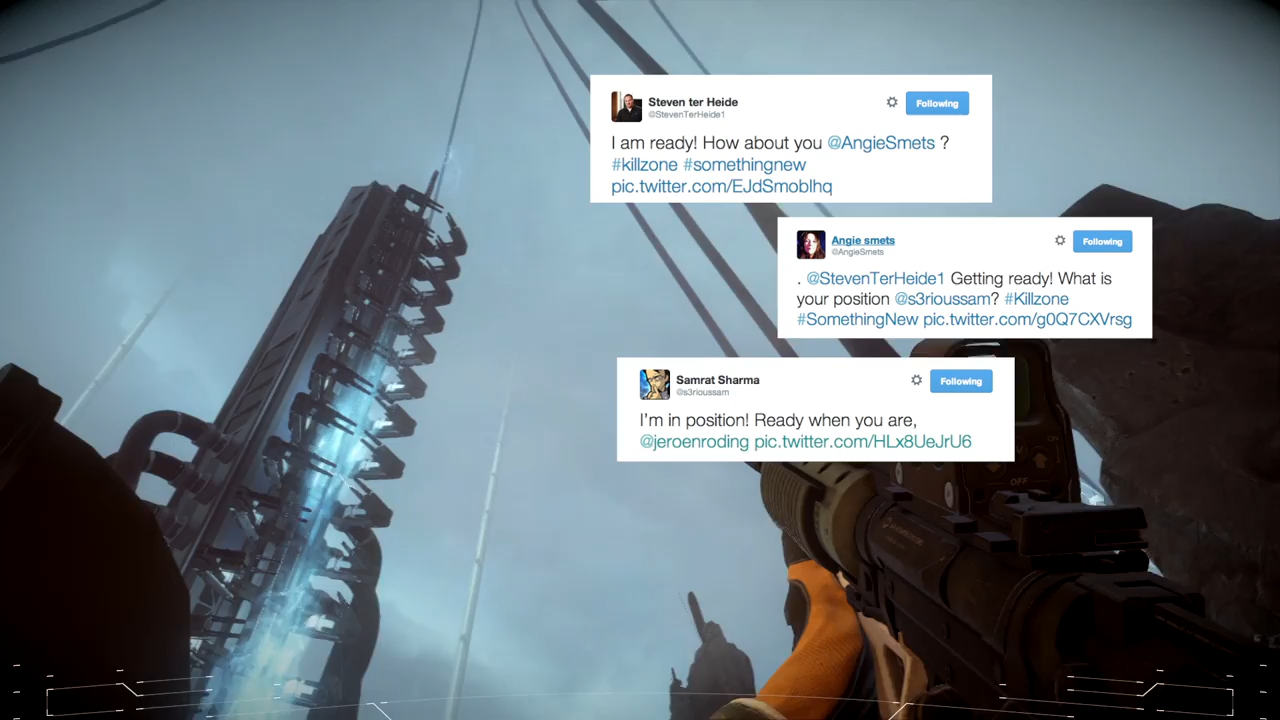 Steven ter Heide
@StevenTerHeide1
Following
I am ready! How about you @AngieSmets ?
#killzone #somethingnew
pic.twitter.com/EJdSmoblhq
Angie smets
@AngieSmets
Following
. @StevenTerHeide1 Getting ready! What is
your position @s3rioussam? #Killzone
#SomethingNew pic.twitter.com/g0Q7CXVrsg
Samrat Sharma
@s3rioussam
Following
I'm in position! Ready when you are,
@jeroenroding pic.twitter.com/HLx8UeJrU6
OFF